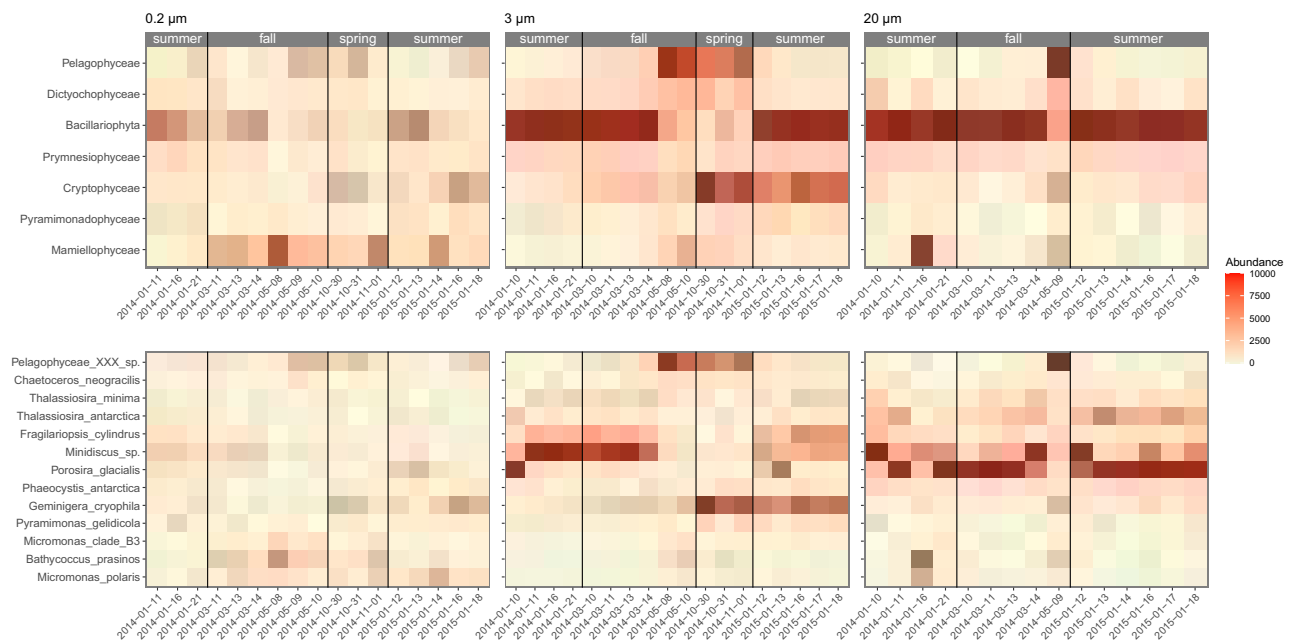 0.2 µm 3 µm 20 µm
summer fall spring summer summer fall spring summer summer fall summer
Pelagophyceae
Dictyochophyceae
Bacillariophyta
Prymnesiophyceae
Cryptophyceae
Pyramimonadophyceae
Mamiellophyceae
2014−01−11 2014−01−16 2014−01−21 2014−03−11 2014−03−13 2014−03−14 2014−05−08 2014−05−09 2014−05−10 2014−10−30 2014−10−31 2014−11−01 2015−01−12 2015−01−13 2015−01−14 2015−01−16 2015−01−18
2014−01−10 2014−01−11 2014−01−16 2014−01−21 2014−03−10 2014−03−11 2014−03−13 2014−03−14 2014−05−08 2014−05−10 2014−10−30 2014−10−31 2014−11−01 2015−01−12 2015−01−13 2015−01−16 2015−01−17 2015−01−18
2014−01−10 2014−01−11 2014−01−16 2014−01−21 2014−03−10 2014−03−11 2014−03−13 2014−03−14 2014−05−09 2015−01−12 2015−01−13 2015−01−14 2015−01−16 2015−01−17 2015−01−18
Abundance
10000
7500
5000
2500
0
Pelagophyceae_XXX_sp.
Chaetoceros_neogracilis
Thalassiosira_minima
Thalassiosira_antarctica
Fragilariopsis_cylindrus
Minidiscus_sp.
Porosira_glacialis
Phaeocystis_antarctica
Geminigera_cryophila
Pyramimonas_gelidicola
Micromonas_clade_B3
Bathycoccus_prasinos
Micromonas_polaris
2014−01−11 2014−01−16 2014−01−21 2014−03−11 2014−03−13 2014−03−14 2014−05−08 2014−05−09 2014−05−10 2014−10−30 2014−10−31 2014−11−01 2015−01−12 2015−01−13 2015−01−14 2015−01−16 2015−01−18
2014−01−10 2014−01−11 2014−01−16 2014−01−21 2014−03−10 2014−03−11 2014−03−13 2014−03−14 2014−05−08 2014−05−10 2014−10−30 2014−10−31 2014−11−01 2015−01−12 2015−01−13 2015−01−16 2015−01−17 2015−01−18
2014−01−10 2014−01−11 2014−01−16 2014−01−21 2014−03−10 2014−03−11 2014−03−13 2014−03−14 2014−05−09 2015−01−12 2015−01−13 2015−01−14 2015−01−16 2015−01−17 2015−01−18